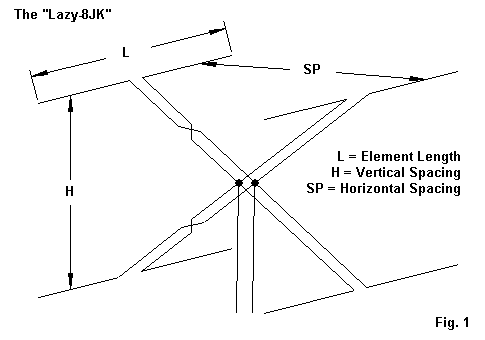 The "Lazy-8JK"
L
SP
H
L = Element Length
H = Vertical Spacing
SP = Horizontal Spacing
Fig. 1